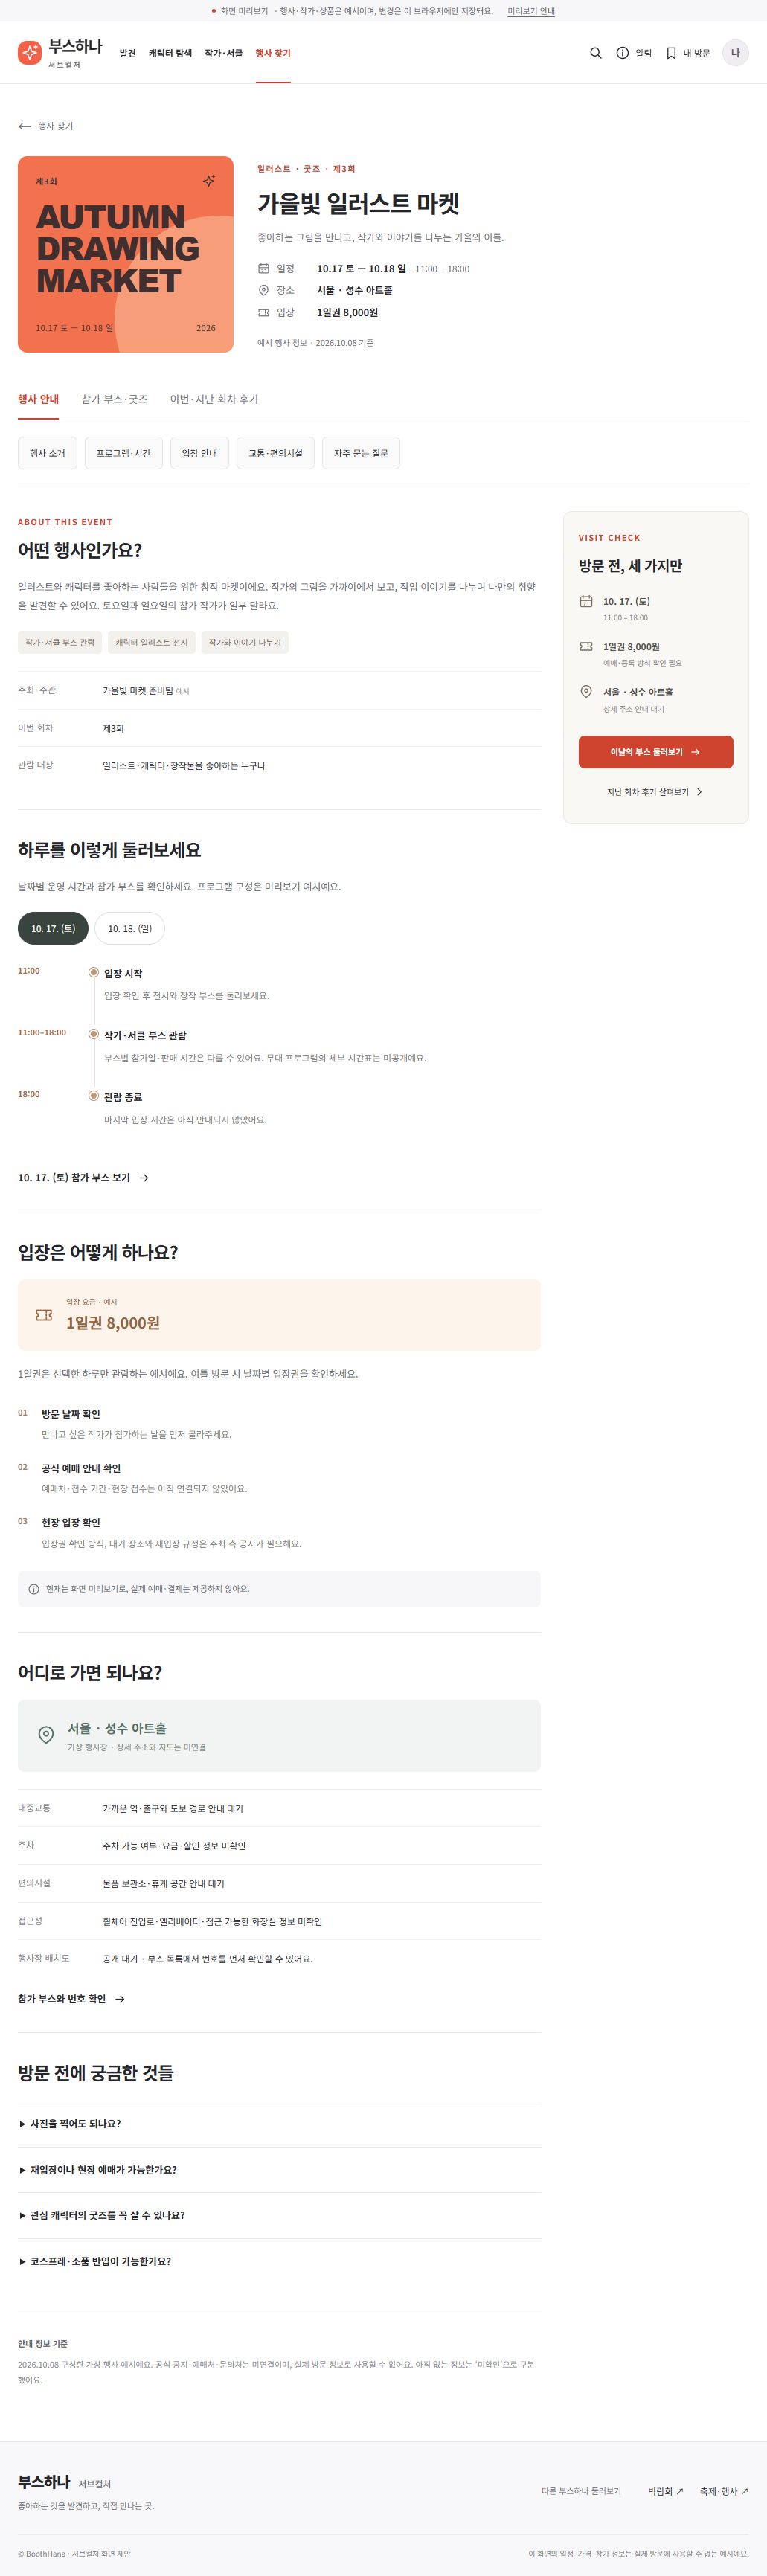 화면 미리보기 · 행사·작가·상품은 예시이며, 변경은 이 브라우저에만 저장돼요. 미리보기 안내
부스하나
서브컬처
발견 캐릭터 탐색 작가·서클 행사 찾기
알림 내 방문 나
행사 찾기
제3회
AUTUMN
DRAWING
MARKET
10.17 토 — 10.18 일 2026
일러스트 · 굿즈 · 제3회
가을빛 일러스트 마켓
좋아하는 그림을 만나고, 작가와 이야기를 나누는 가을의 이틀.
일정 10.17 토 — 10.18 일 11:00 – 18:00
장소 서울 · 성수 아트홀
입장 1일권 8,000원
예시 행사 정보 · 2026.10.08 기준
행사 안내 참가 부스·굿즈 이번·지난 회차 후기
행사 소개 프로그램·시간 입장 안내 교통·편의시설 자주 묻는 질문
ABOUT THIS EVENT
어떤 행사인가요?
일러스트와 캐릭터를 좋아하는 사람들을 위한 창작 마켓이에요. 작가의 그림을 가까이에서 보고, 작업 이야기를 나누며 나만의 취향
을 발견할 수 있어요. 토요일과 일요일의 참가 작가가 일부 달라요.
작가·서클 부스 관람 캐릭터 일러스트 전시 작가와 이야기 나누기
주최·주관 가을빛 마켓 준비팀 예시
이번 회차 제3회
관람 대상 일러스트·캐릭터·창작물을 좋아하는 누구나
VISIT CHECK
방문 전, 세 가지만
10. 17. (토)
11:00 – 18:00
1일권 8,000원
예매·등록 방식 확인 필요
서울 · 성수 아트홀
상세 주소 안내 대기
이날의 부스 둘러보기 →
지난 회차 후기 살펴보기
하루를 이렇게 둘러보세요
날짜별 운영 시간과 참가 부스를 확인하세요. 프로그램 구성은 미리보기 예시예요.
10. 17. (토) 10. 18. (일)
11:00 입장 시작
입장 확인 후 전시와 창작 부스를 둘러보세요.
11:00–18:00 작가·서클 부스 관람
부스별 참가일·판매 시간은 다를 수 있어요. 무대 프로그램의 세부 시간표는 미공개예요.
18:00 관람 종료
마지막 입장 시간은 아직 안내되지 않았어요.
10. 17. (토) 참가 부스 보기 →
입장은 어떻게 하나요?
입장 요금 · 예시
1일권 8,000원
1일권은 선택한 하루만 관람하는 예시예요. 이틀 방문 시 날짜별 입장권을 확인하세요.
01 방문 날짜 확인
만나고 싶은 작가가 참가하는 날을 먼저 골라주세요.
02 공식 예매 안내 확인
예매처·접수 기간·현장 접수는 아직 연결되지 않았어요.
03 현장 입장 확인
입장권 확인 방식, 대기 장소와 재입장 규정은 주최 측 공지가 필요해요.
현재는 화면 미리보기로, 실제 예매·결제는 제공하지 않아요.
어디로 가면 되나요?
서울 · 성수 아트홀
가상 행사장 · 상세 주소와 지도는 미연결
대중교통 가까운 역·출구와 도보 경로 안내 대기
주차 주차 가능 여부·요금·할인 정보 미확인
편의시설 물품 보관소·휴게 공간 안내 대기
접근성 휠체어 진입로·엘리베이터·접근 가능한 화장실 정보 미확인
행사장 배치도 공개 대기 · 부스 목록에서 번호를 먼저 확인할 수 있어요.
참가 부스와 번호 확인 →
방문 전에 궁금한 것들
▶ 사진을 찍어도 되나요?
▶ 재입장이나 현장 예매가 가능한가요?
▶ 관심 캐릭터의 굿즈를 꼭 살 수 있나요?
▶ 코스프레·소품 반입이 가능한가요?
안내 정보 기준
2026.10.08 구성한 가상 행사 예시예요. 공식 공지·예매처·문의처는 미연결이며, 실제 방문 정보로 사용할 수 없어요. 아직 없는 정보는 ‘미확인’으로 구분
했어요.
부스하나 서브컬처
좋아하는 것을 발견하고, 직접 만나는 곳.
다른 부스하나 둘러보기 박람회 ↗ 축제·행사 ↗
© BoothHana · 서브컬처 화면 제안
이 화면의 일정·가격·참가 정보는 실제 방문에 사용할 수 없는 예시예요.